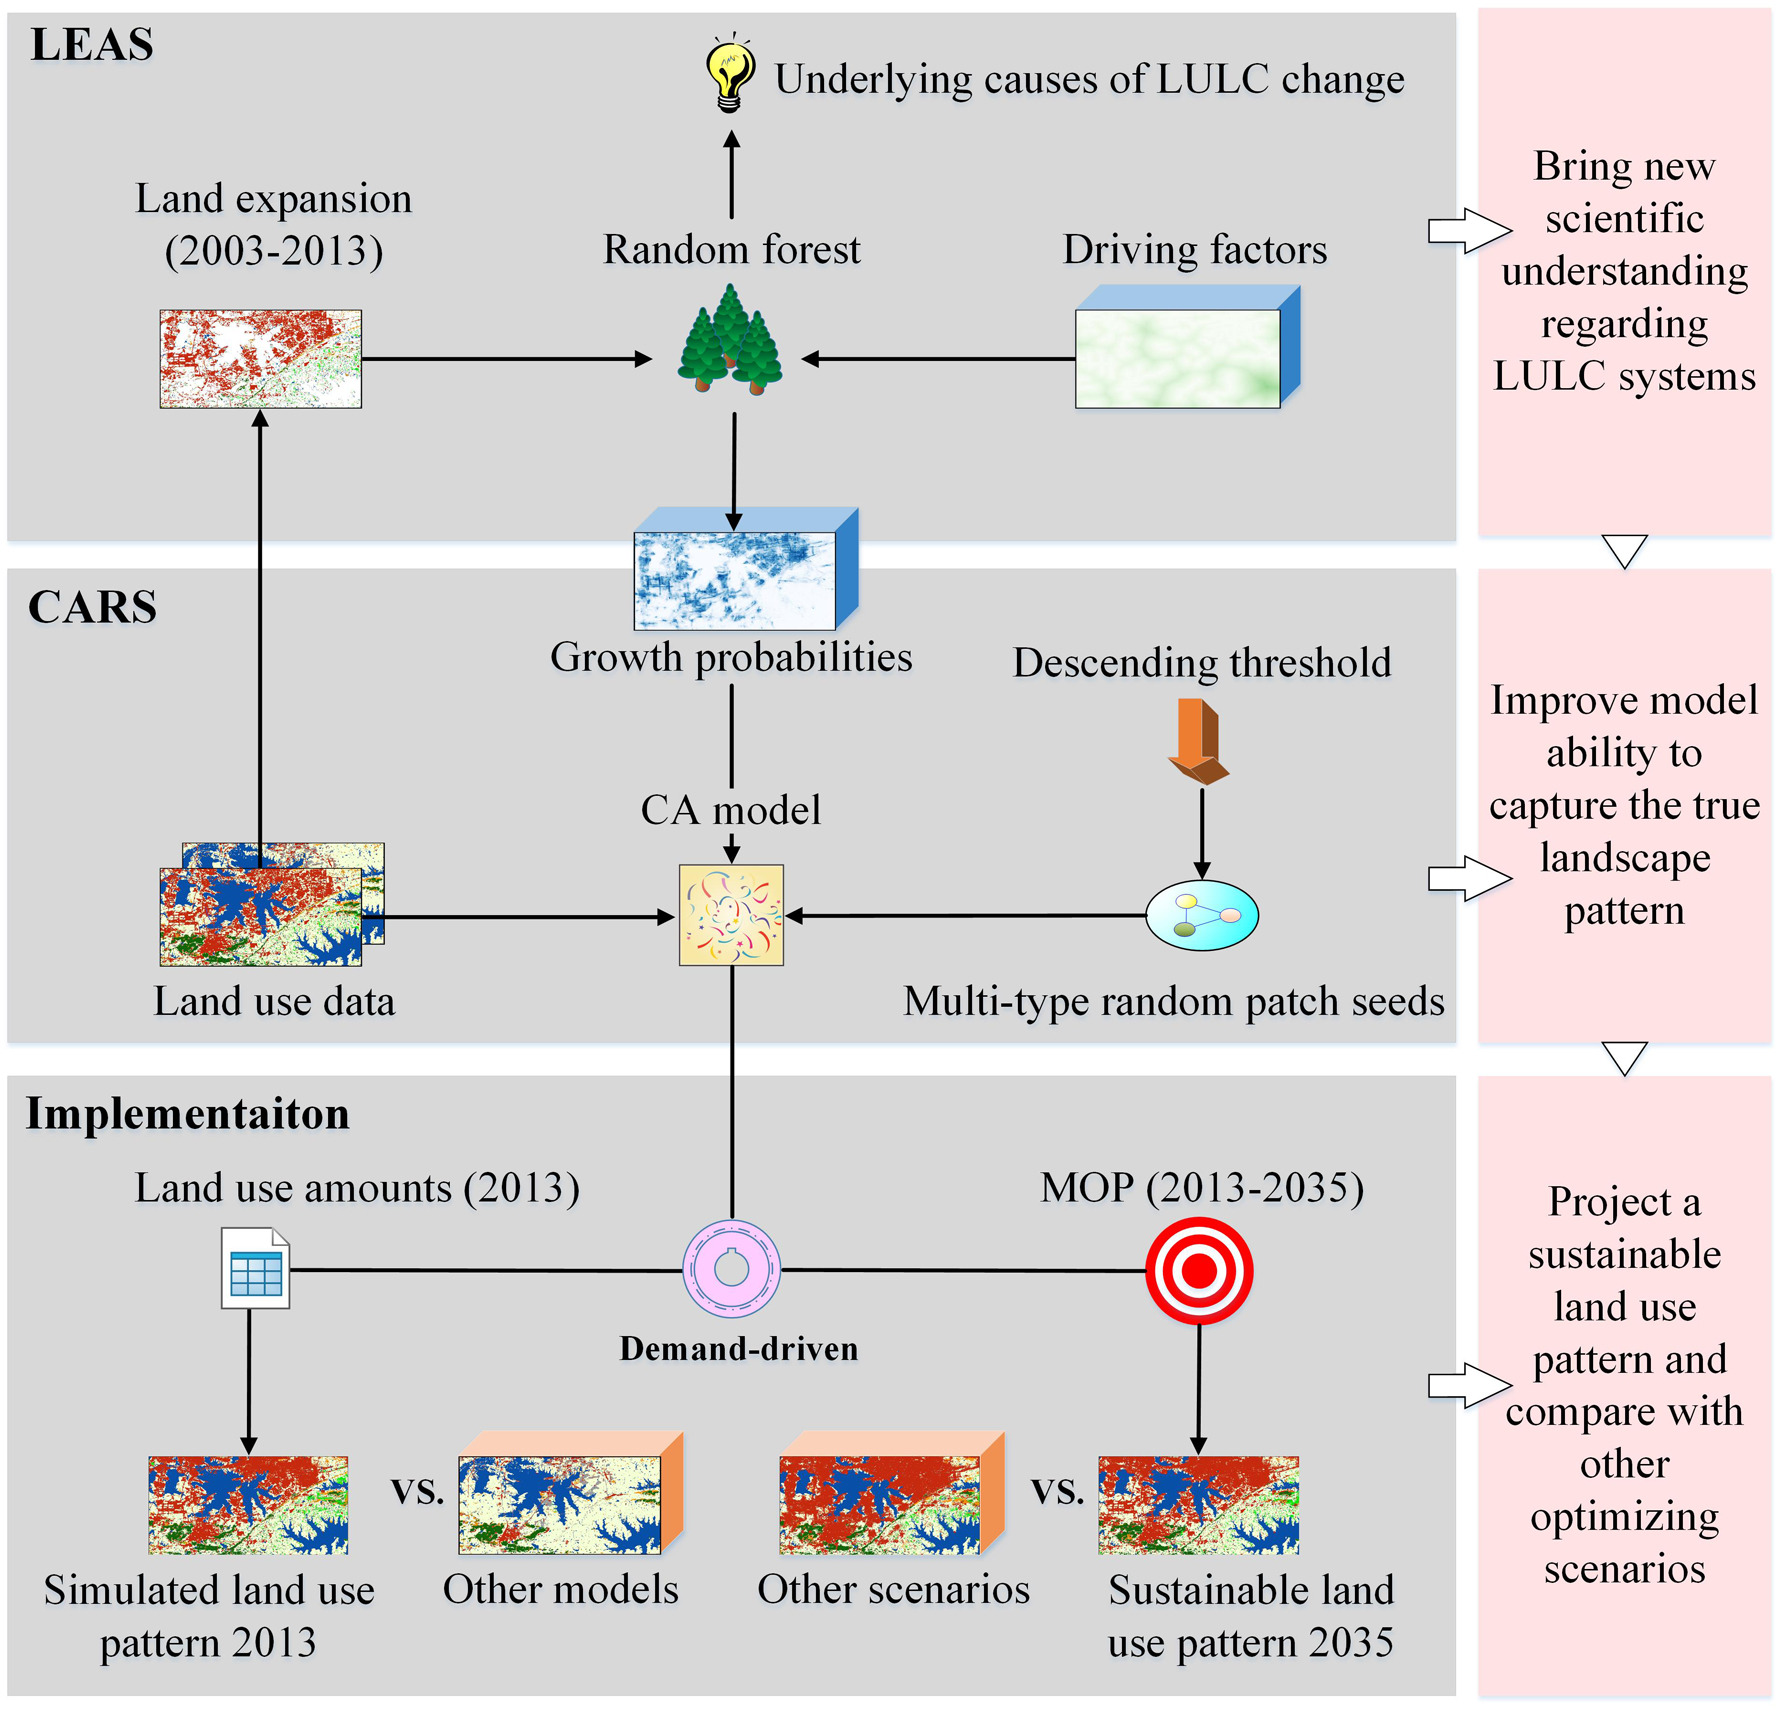 LEAS
Underlying causes of LULC change
Land expansion
(2003-2013)
Random forest
Driving factors
Bring new
scientific
understanding
regarding
LULC systems
CARS
Growth probabilities
Descending threshold
CA model
Land use data
Multi-type random patch seeds
Improve model
ability to
capture the true
landscape
pattern
Implementaiton
Land use amounts (2013)
MOP (2013-2035)
Demand-driven
vs.
vs.
Simulated land use
pattern 2013
Other models
Other scenarios
Sustainable land
use pattern 2035
Project a
sustainable
land use
pattern and
compare with
other
optimizing
scenarios